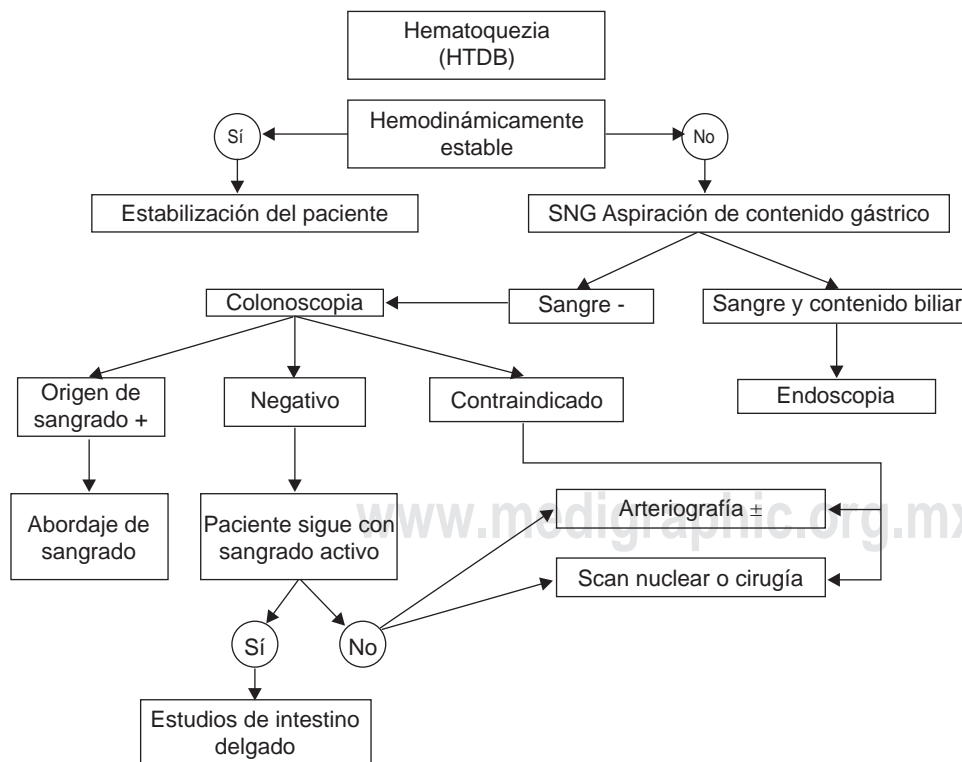 Hematoquezia
(HTDB)
Hemodinámicamente
estable
Sí
No
Estabilización del paciente
SNG Aspiración de contenido gástrico
Colonoscopia
Sangre -
Sangre y contenido biliar
Origen de
sangrado +
Negativo
Contraindicado
Endoscopia
Abordaje de
sangrado
Paciente sigue con
sangrado activo
Arteriografía ±
www.medigraphic.org.mx
Scan nuclear o cirugía
Sí
No
Estudios de intestino
delgado